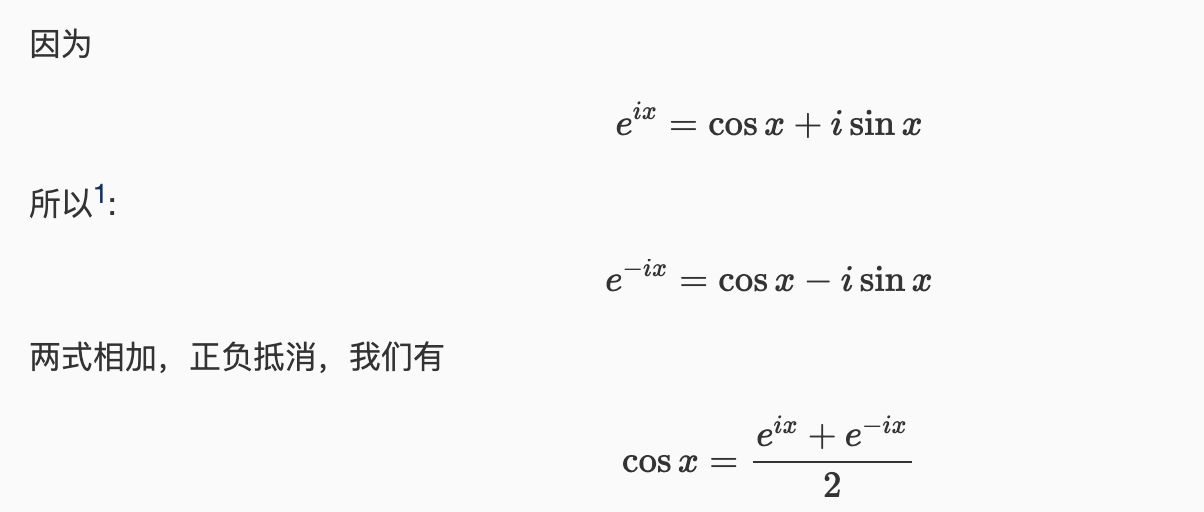 因为
e^{ix} = cos x + i sin x
所以^1:
e^{-ix} = cos x − i sin x
两式相加，正负抵消，我们有
cos x = \frac{e^{ix} + e^{-ix}}{2}